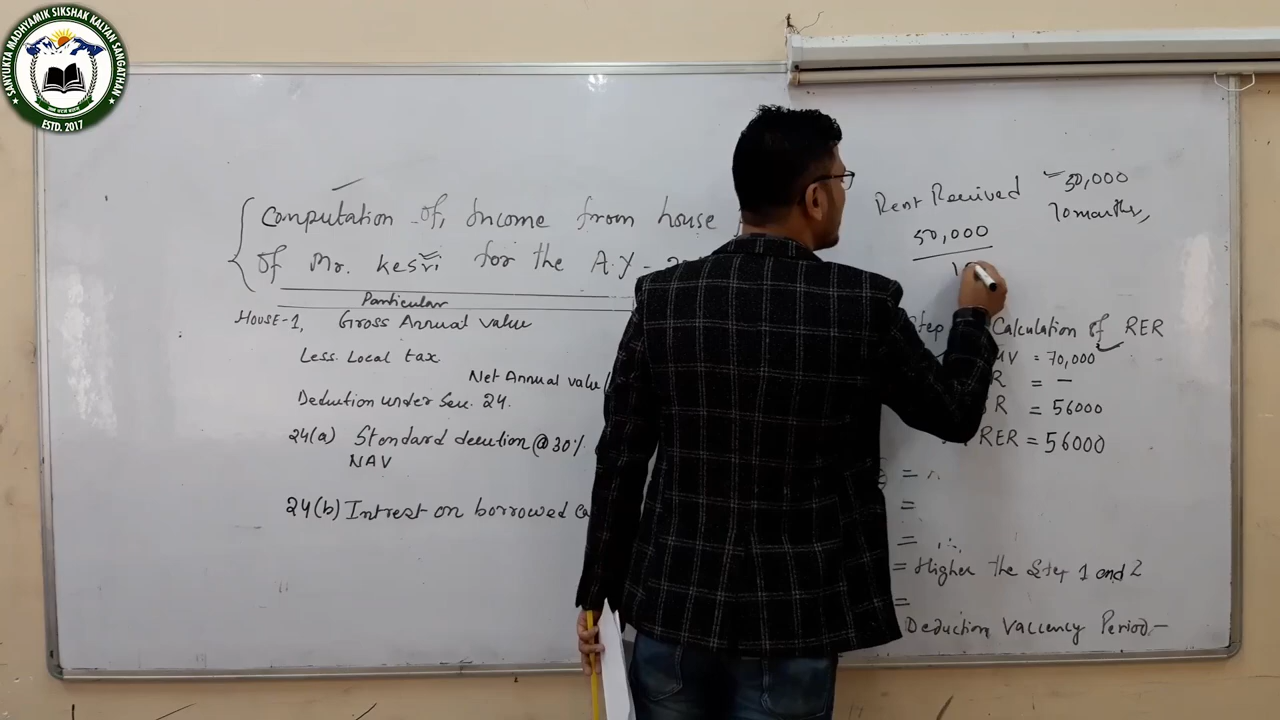 SANYUKTA MADHYAMIK SIKSHAK KALYAN SANGATHAN
ESTD. 2017
Computation of Income from house
of Mr. Kesri for the A.Y -
Particular
House-1, Gross Annual value
Less. Local tax
Net Annual value
Deduction under Sec. 24.
24(a) Standard decution @ 30%
NAV
24(b) Intrest on borrowed
Rent Received 50,000
10 months,
50,000
Step Calculation of RER
MV = 70,000
R = -
R = 56000
RER = 56000
=
=
=
= Higher the Step 1 and 2
=
Deduction Vaccency Period -